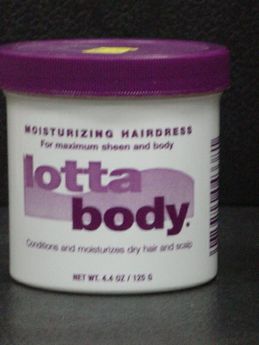 MOISTURIZING HAIRDRESS
For maximum sheen and body
lotta
body.
Conditions and moisturizes dry hair and scalp
NET WT. 4.4 OZ / 125 G